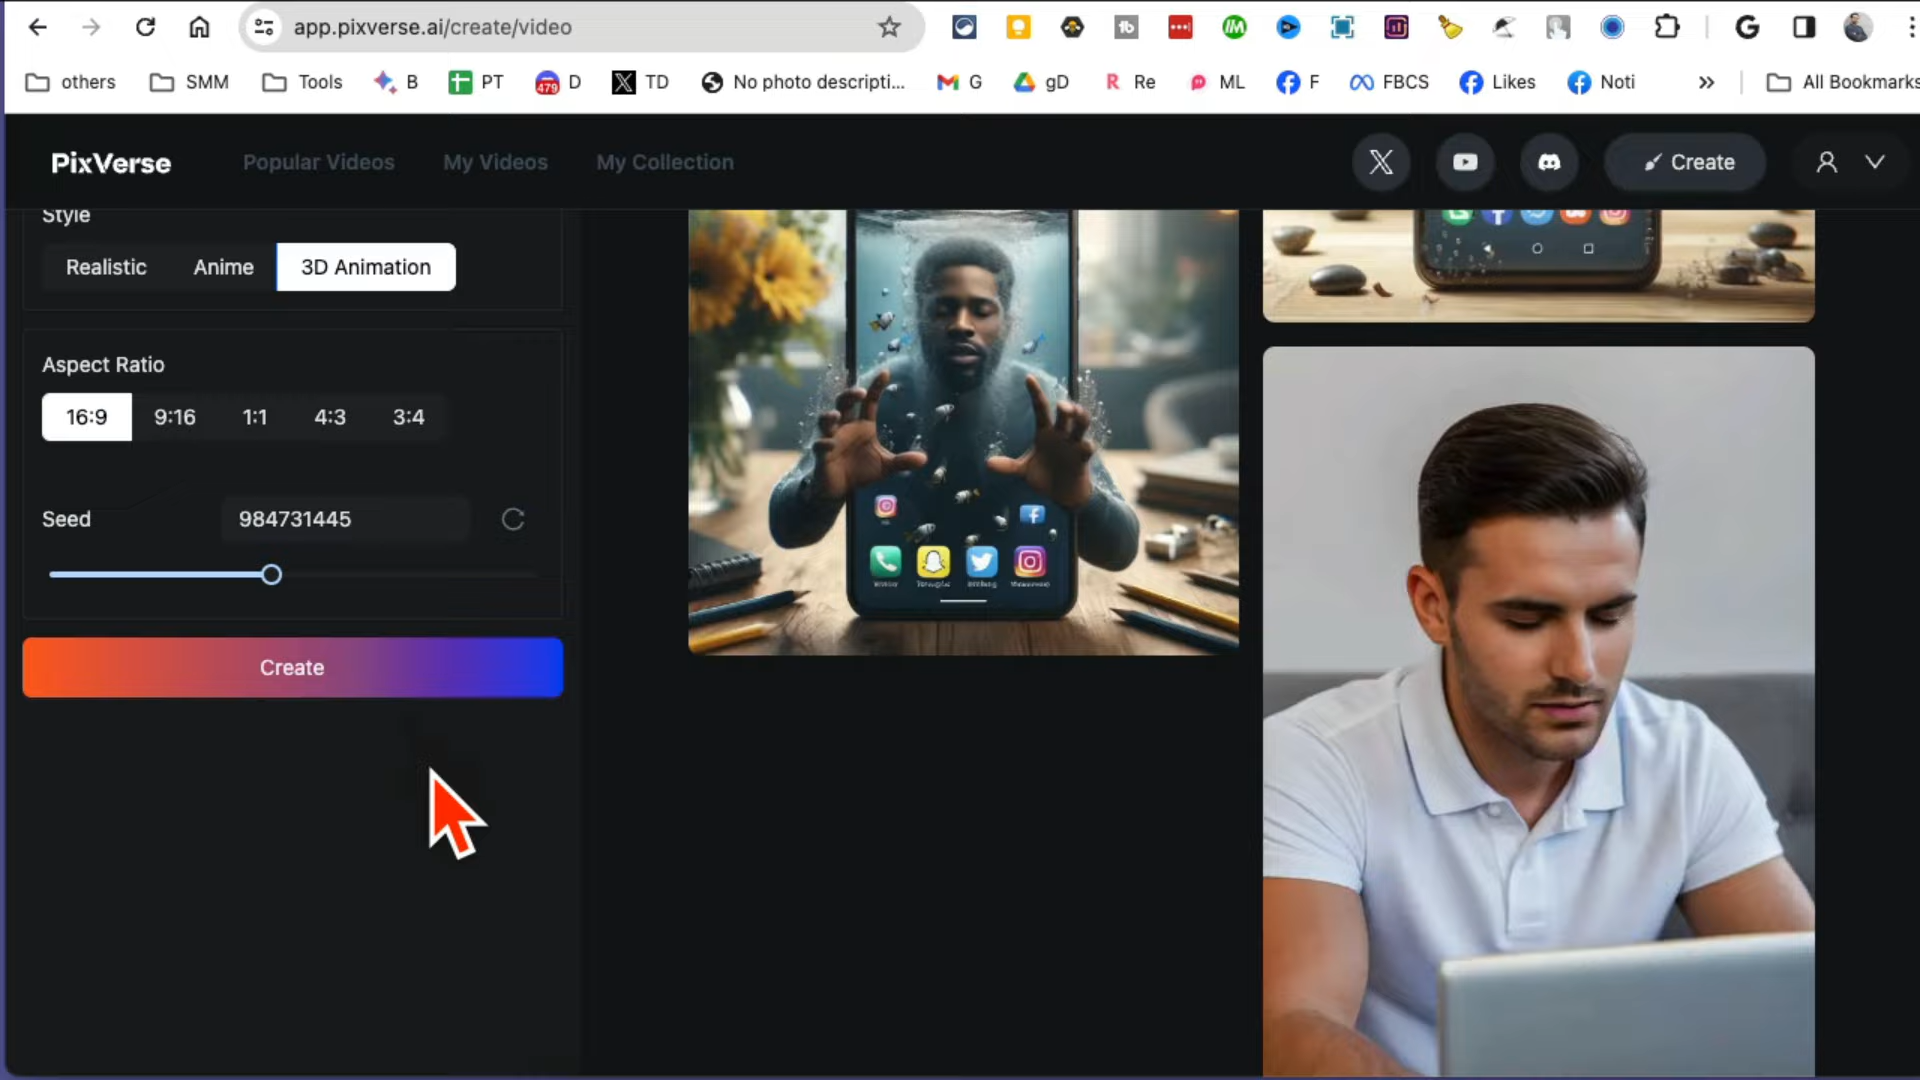 app.pixverse.ai/create/video
others SMM Tools B PT 479 D TD No photo descripti... G gD Re ML F FBCS Likes Noti » All Bookmarks
PixVerse Popular Videos My Videos My Collection Create
Style
Realistic Anime 3D Animation
Aspect Ratio
16:9 9:16 1:1 4:3 3:4
Seed 984731445
Create